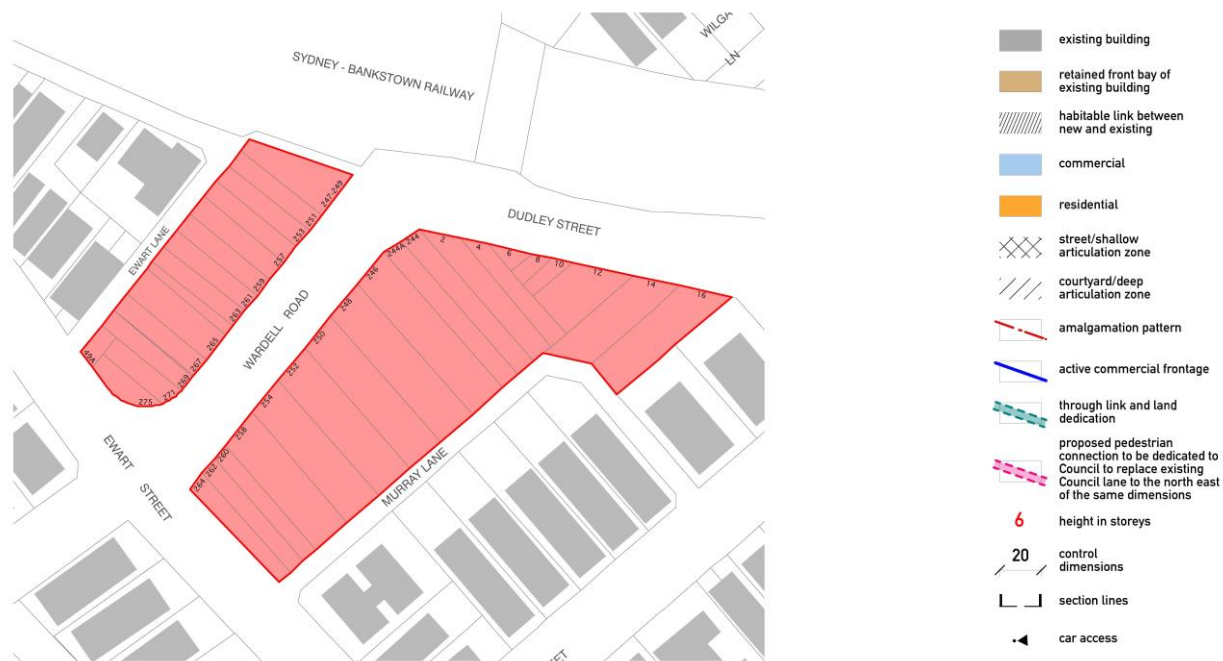 WILGA
LN
SYDNEY - BANKSTOWN RAILWAY
DUDLEY STREET
EWART LANE
WARDELL ROAD
MURRAY LANE
EWART
STREET
ET
247-249
251
253
257
259
261
263
265
267
269
271
275
49A
244
244A
246
248
250
252
254
258
260
262
264
2
4
6
8
10
12
14
16
existing building
retained front bay of
existing building
habitable link between
new and existing
commercial
residential
street/shallow
articulation zone
courtyard/deep
articulation zone
amalgamation pattern
active commercial frontage
through link and land
dedication
proposed pedestrian
connection to be dedicated to
Council to replace existing
Council lane to the north east
of the same dimensions
6
height in storeys
20
control
dimensions
section lines
car access